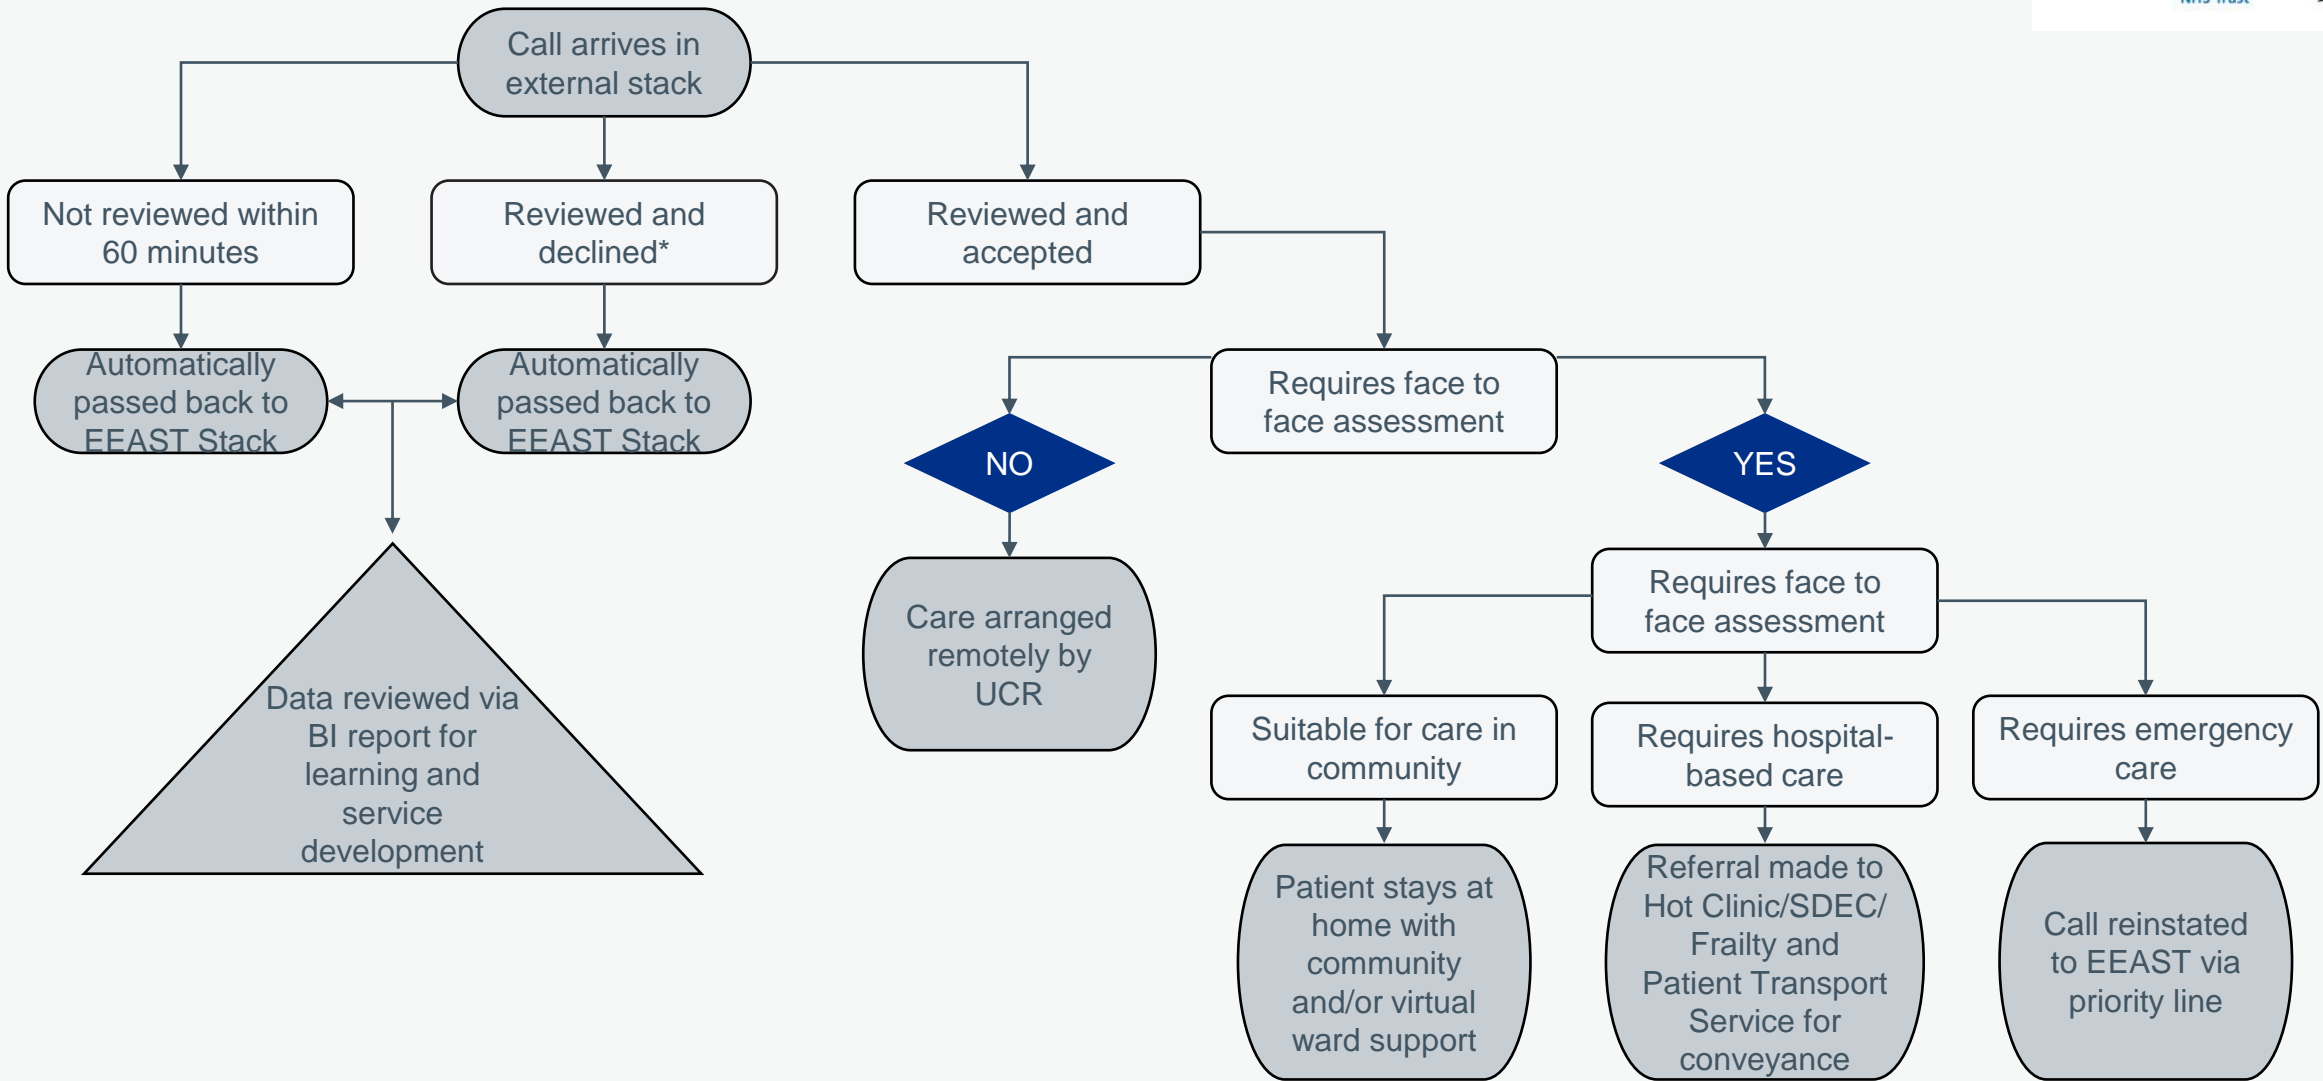 NHS Trust
Call arrives in
external stack
Not reviewed within
60 minutes
Reviewed and
declined*
Reviewed and
accepted
Automatically
passed back to
EEAST Stack
Automatically
passed back to
EEAST Stack
Requires face to
face assessment
NO
YES
Data reviewed via
BI report for
learning and
service
development
Care arranged
remotely by
UCR
Requires face to
face assessment
Suitable for care in
community
Requires hospital-
based care
Requires emergency
care
Patient stays at
home with
community
and/or virtual
ward support
Referral made to
Hot Clinic/SDEC/
Frailty and
Patient Transport
Service for
conveyance
Call reinstated
to EEAST via
priority line